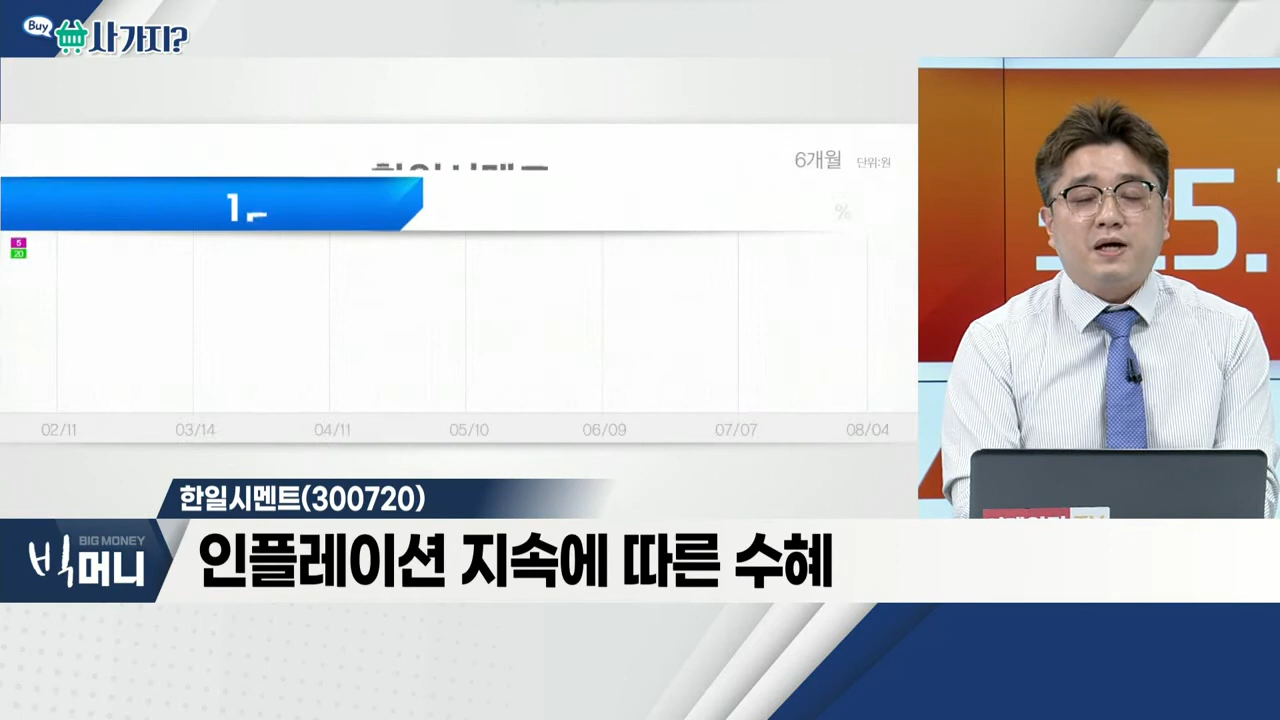 Buy
사가지?
6개월 단위:원
%
5
20
02/11 03/14 04/11 05/10 06/09 07/07 08/04
한일시멘트(300720)
BIG MONEY
빅머니
인플레이션 지속에 따른 수혜